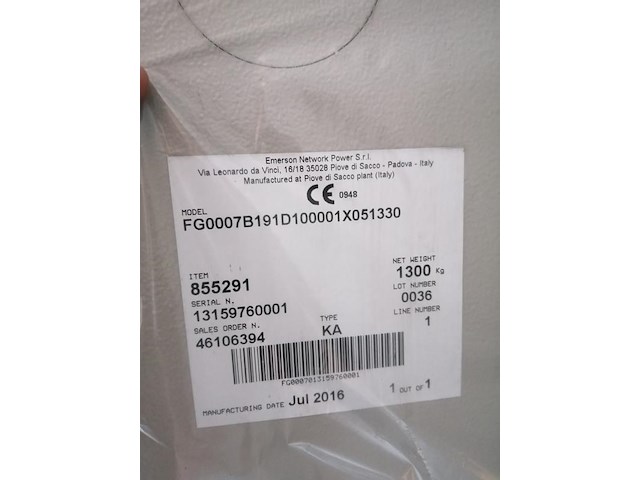 Emerson Network Power S.r.l.
Via Leonardo da Vinci, 16/18 35028 Piove di Sacco - Padova - Italy
Manufactured at Piove di Sacco plant (Italy)
CE 0948
MODEL
FG0007B191D100001X051330
ITEM
855291
NET WEIGHT
1300 Kg
SERIAL N.
13159760001
LOT NUMBER
0036
SALES ORDER N.
46106394
TYPE
KA
LINE NUMBER
1
FG0007013159760001
MANUFACTURING DATE Jul 2016
1 OUT OF 1